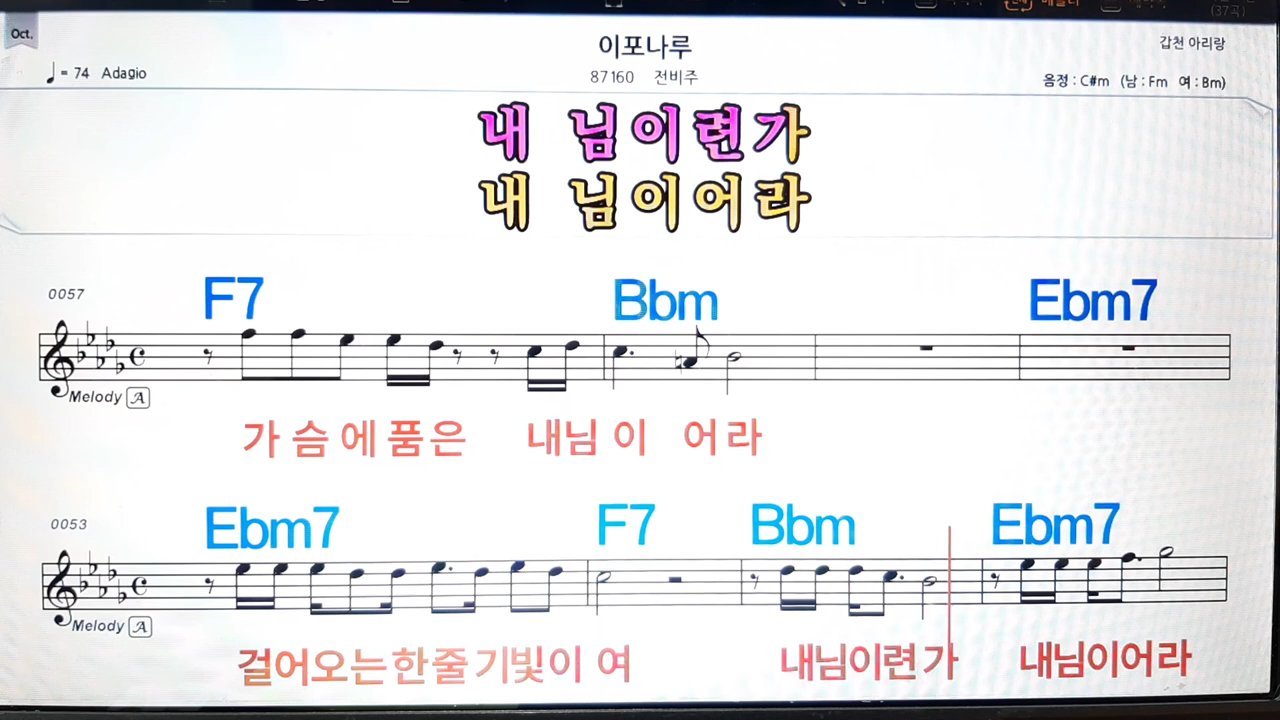 (37곡)
Oct.
이포나루
갑천 아리랑
♩= 74 Adagio
87160 전비주
음정 : C#m (남 : Fm 여 : Bm)
내 님이련가
내 님이어라
0057
F7 Bbm Ebm7
Melody A
가슴에품은 내님이 어라
0053
Ebm7 F7 Bbm Ebm7
Melody A
걸어오는한줄기빛이여 내님이련가 내님이어라